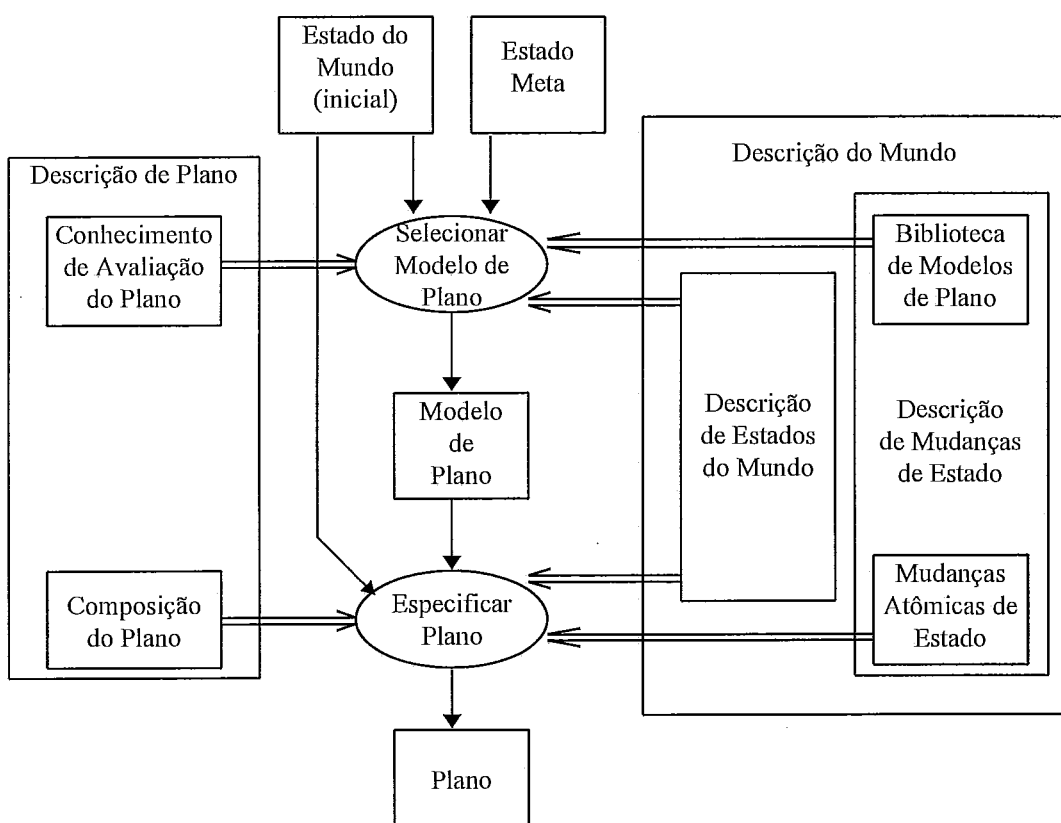 Estado do
Mundo
(inicial)
Estado
Meta
Descrição do Mundo
Descrição de Plano
Conhecimento
de Avaliação
do Plano
Selecionar
Modelo de
Plano
Biblioteca
de Modelos
de Plano
Modelo
de
Plano
Descrição
de Estados
do Mundo
Descrição
de Mudanças
de Estado
Composição
do Plano
Especificar
Plano
Mudanças
Atômicas de
Estado
Plano